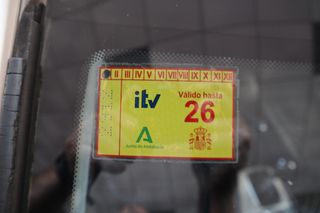 II III IV V VI VII VIII IX X XI XII
itv
Válido hasta
26
Junta de Andalucía